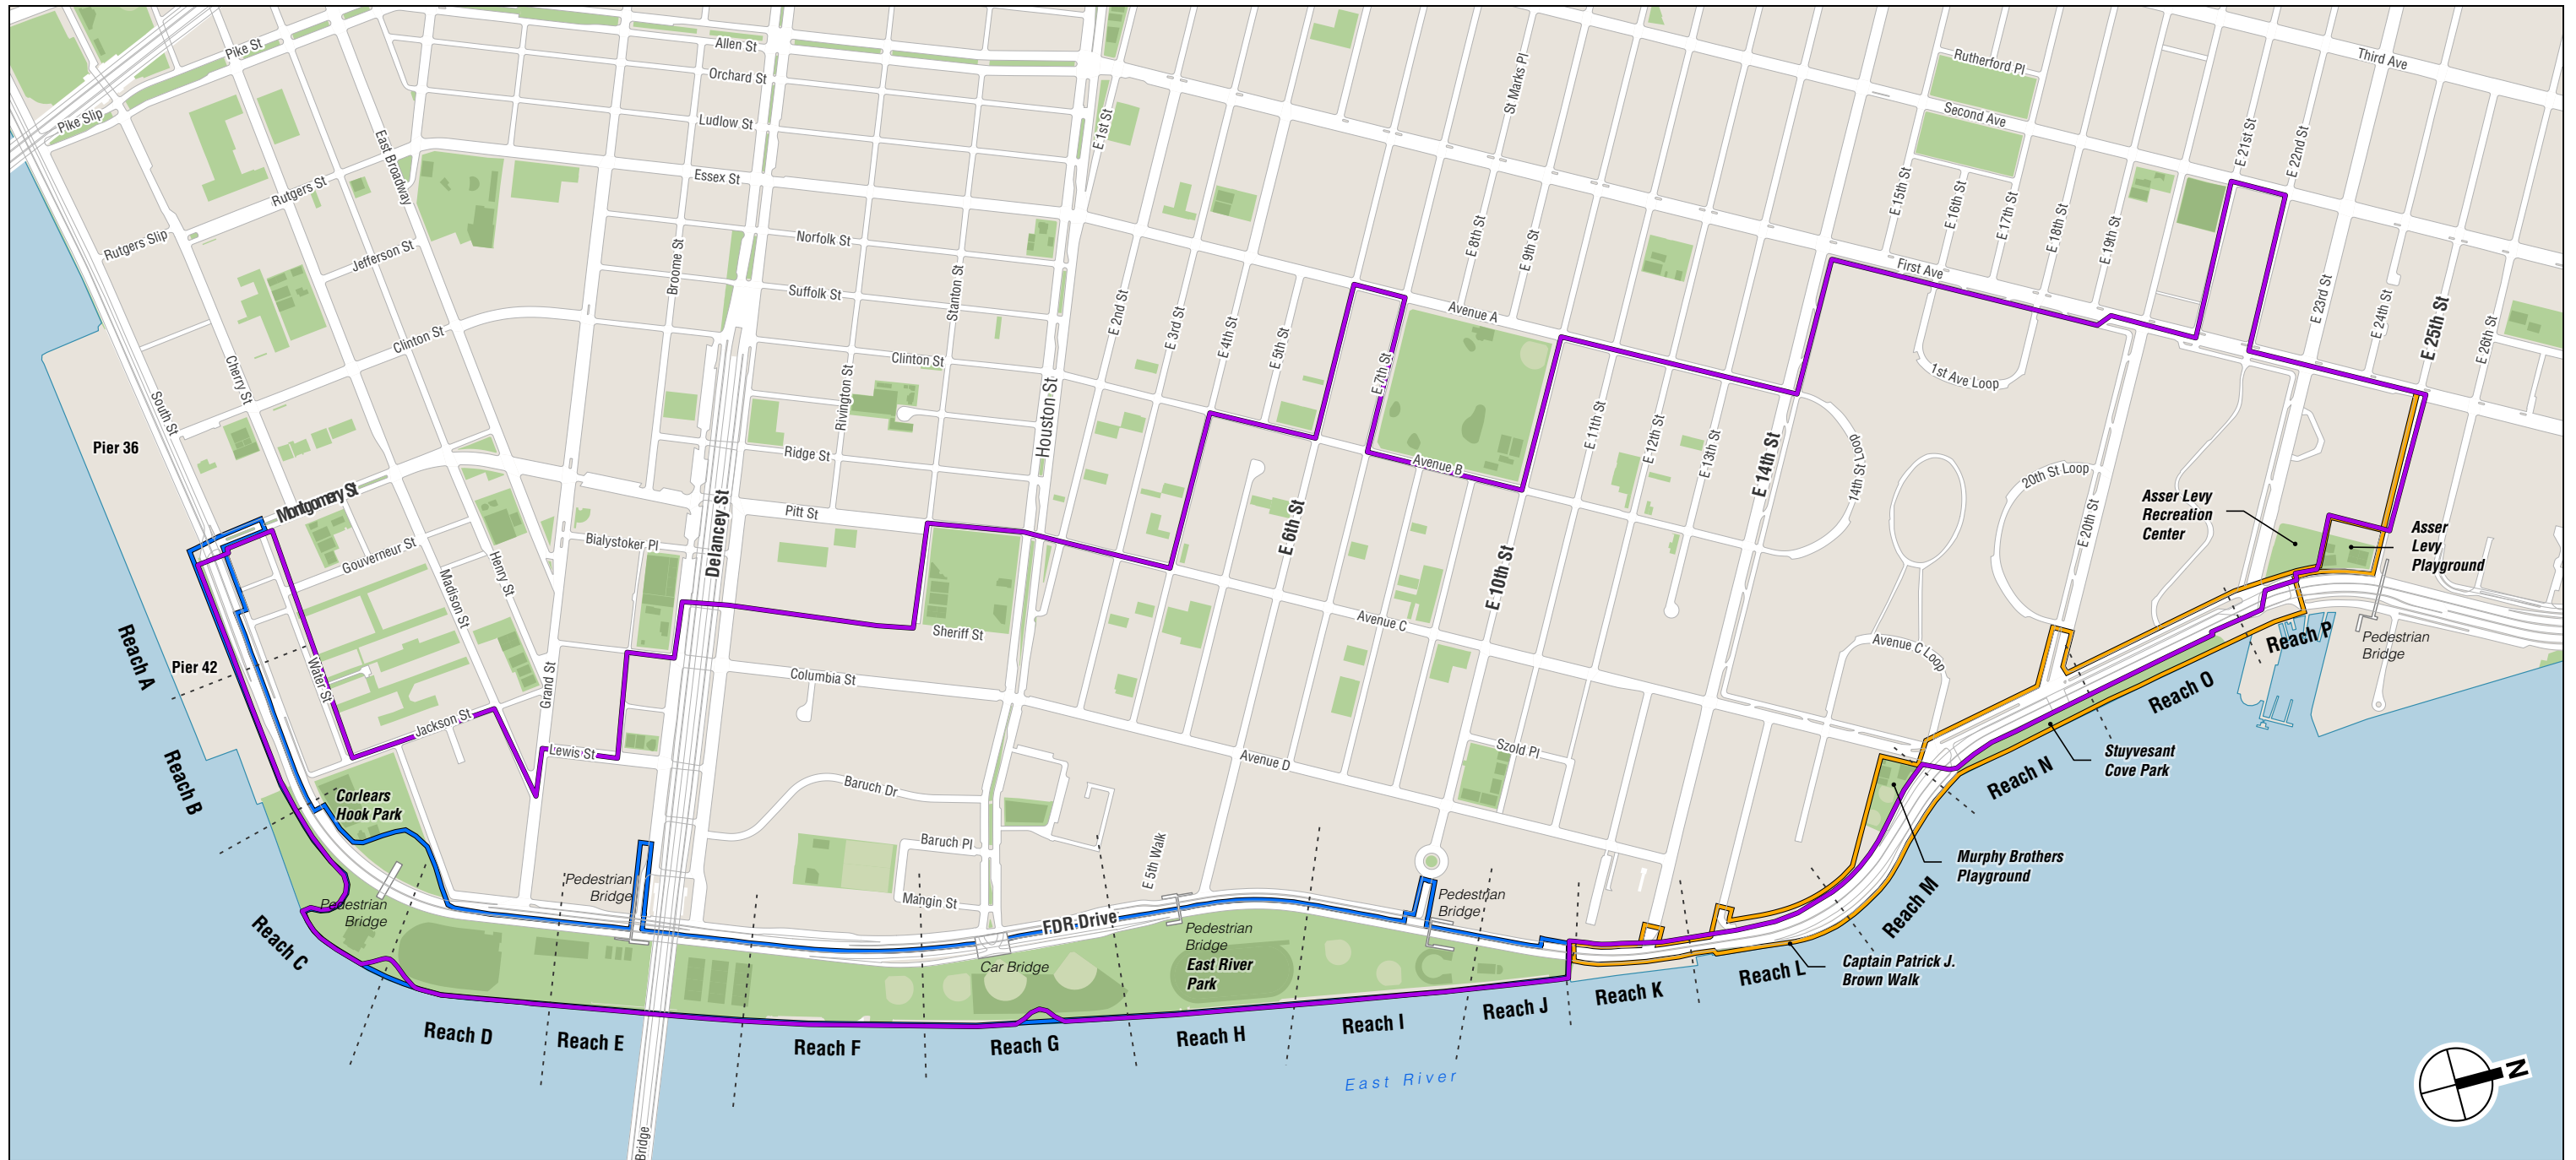 Pike St
Allen St
Third Ave
Rutherford Pl
Orchard St
St Marks Pl
Pike Slip
Ludlow St
E 1st St
Second Ave
East Broadway
E 21st St
E 22nd St
Essex St
Rutgers St
E 15th St
E 16th St
E 17th St
E 18th St
E 19th St
Rutgers Slip
Jefferson St
Broome St
Norfolk St
E 8th St
E 9th St
First Ave
Suffolk St
Stanton St
E 2nd St
E 3rd St
E 4th St
E 5th St
Avenue A
E 23rd St
E 24th St
E 25th St
E 26th St
Clinton St
Clinton St
Cherry St
South St
Rivington St
Houston St
E 7th St
1st Ave Loop
Pier 36
Ridge St
Avenue B
E 11th St
E 12th St
E 13th St
E 14th St
14th St Loop
20th St Loop
Montgomery St
Pitt St
Delancey St
E 6th St
E 10th St
E 20th St
Asser Levy
Recreation
Center
Asser
Levy
Playground
Gouverneur St
Bialystoker Pl
Henry St
Madison St
Sheriff St
Avenue C
Avenue C Loop
Reach P
Pedestrian
Bridge
Reach A
Pier 42
Water St
Grand St
Columbia St
Reach O
Jackson St
Lewis St
Avenue D
Szold Pl
Stuyvesant
Cove Park
Reach N
Reach B
Corlears
Hook Park
Baruch Dr
Baruch Pl
E 5th Walk
Murphy Brothers
Playground
Pedestrian
Bridge
Pedestrian
Bridge
Mangin St
FDR Drive
Pedestrian
Bridge
Reach M
Reach C
Pedestrian
Bridge
East River
Park
Car Bridge
Captain Patrick J.
Brown Walk
Reach L
Reach K
Reach J
Reach I
Reach H
Reach G
Reach F
Reach E
Reach D
East River
N
Bridge